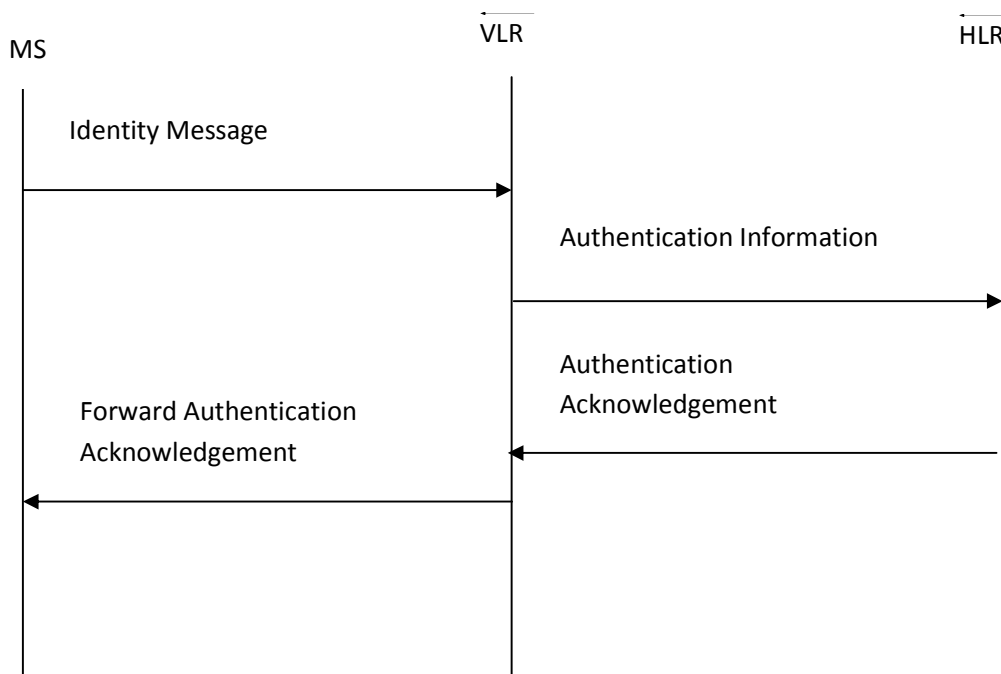 MS
VLR
HLR
Identity Message
Authentication Information
Authentication
Acknowledgement
Forward Authentication
Acknowledgement